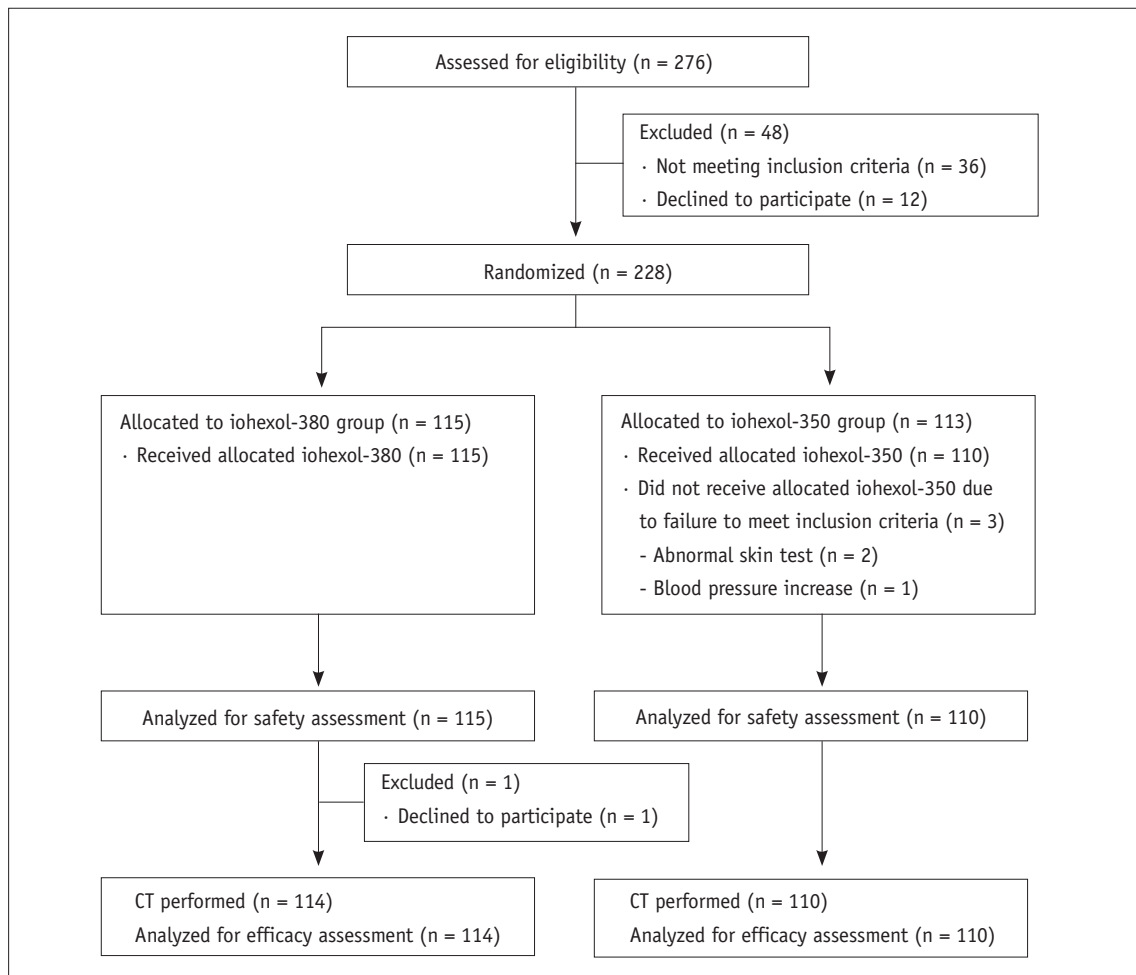 Assessed for eligibility (n = 276)
Excluded (n = 48)
· Not meeting inclusion criteria (n = 36)
· Declined to participate (n = 12)
Randomized (n = 228)
Allocated to iohexol-380 group (n = 115)
· Received allocated iohexol-380 (n = 115)
Allocated to iohexol-350 group (n = 113)
· Received allocated iohexol-350 (n = 110)
· Did not receive allocated iohexol-350 due
to failure to meet inclusion criteria (n = 3)
- Abnormal skin test (n = 2)
- Blood pressure increase (n = 1)
Analyzed for safety assessment (n = 115)
Analyzed for safety assessment (n = 110)
Excluded (n = 1)
· Declined to participate (n = 1)
CT performed (n = 114)
Analyzed for efficacy assessment (n = 114)
CT performed (n = 110)
Analyzed for efficacy assessment (n = 110)